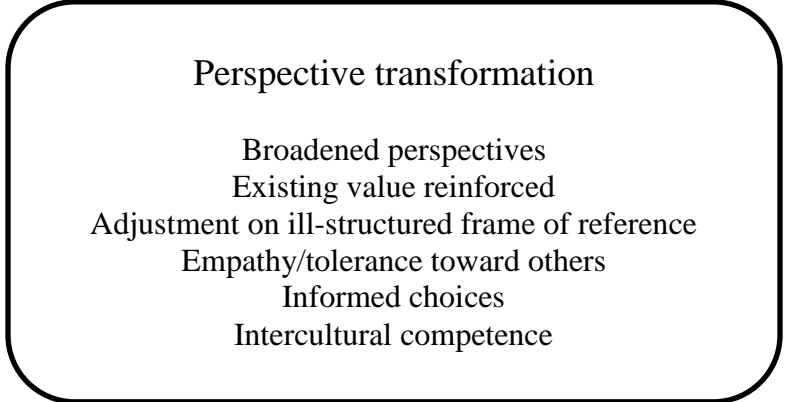 Perspective transformation
Broadened perspectives
Existing value reinforced
Adjustment on ill-structured frame of reference
Empathy/tolerance toward others
Informed choices
Intercultural competence